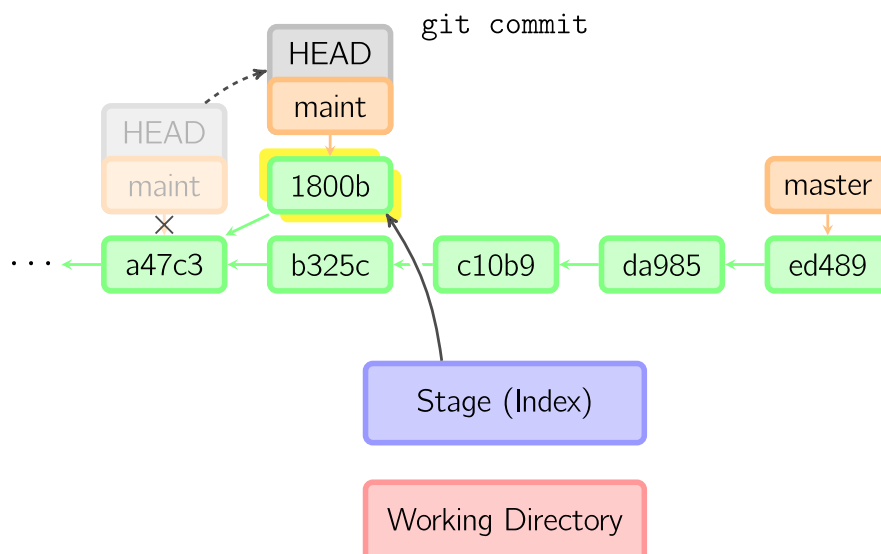 git commit
HEAD
maint
HEAD
maint
1800b
master
... a47c3 b325c c10b9 da985 ed489
Stage (Index)
Working Directory